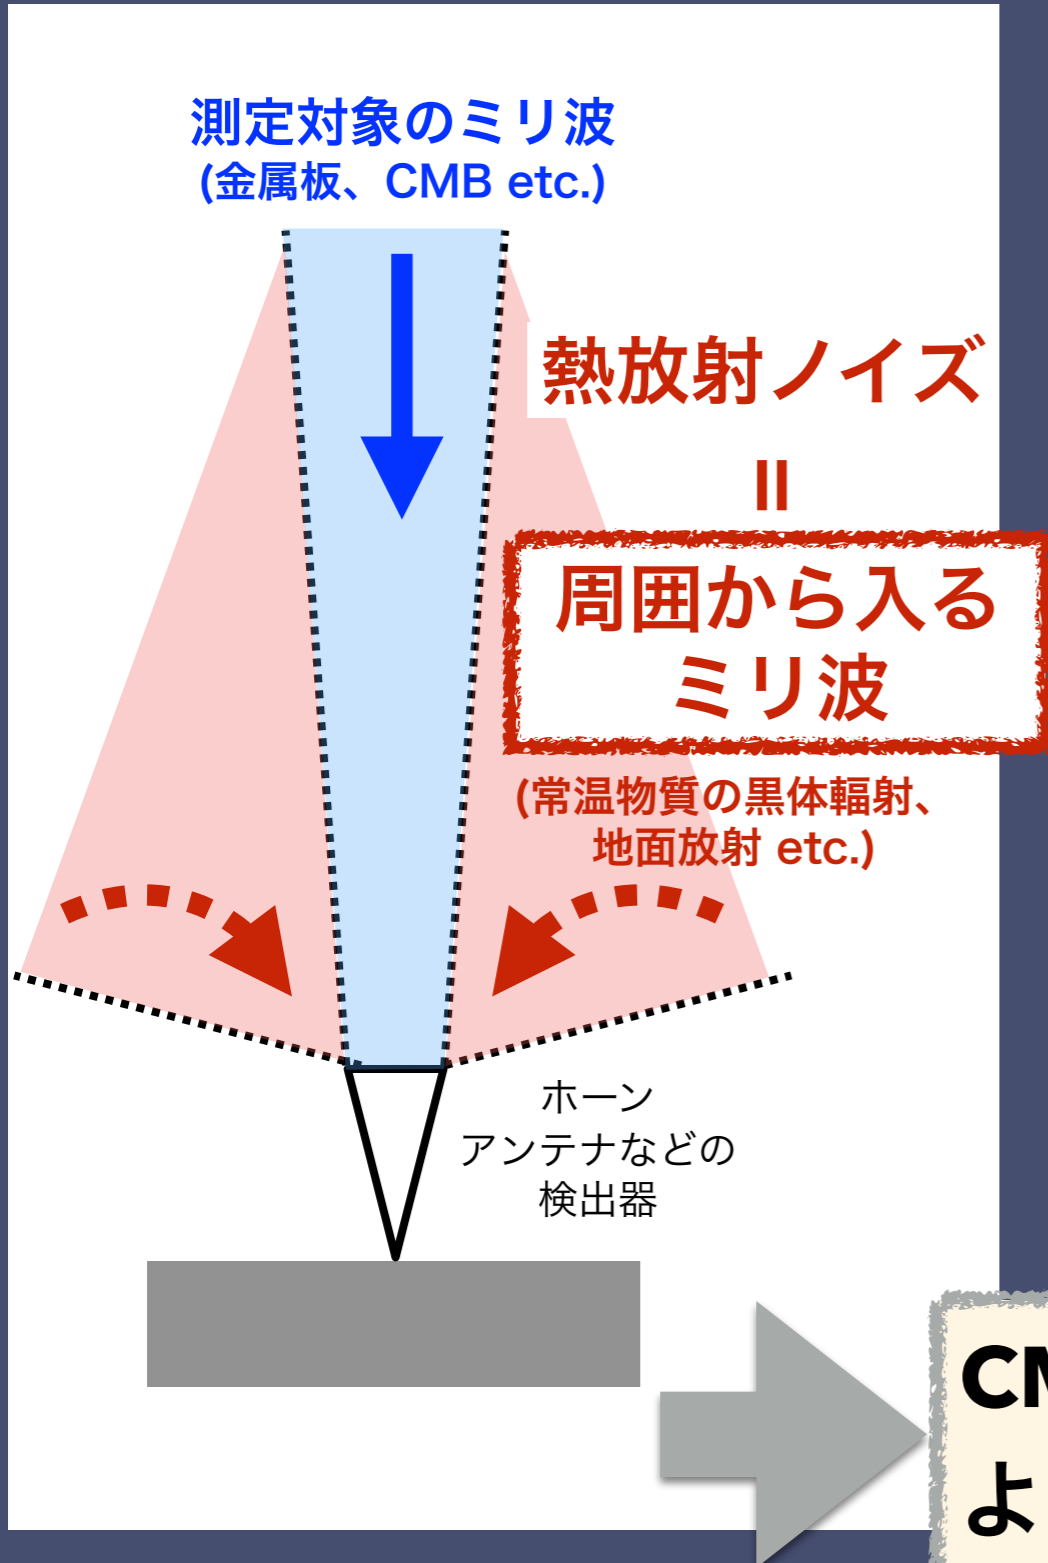 測定対象のミリ波
(金属板、CMB etc.)
熱放射ノイズ
=
周囲から入る
ミリ波
(常温物質の黒体輻射、
地面放射 etc.)
ホーン
アンテナなどの
検出器
CM
よ